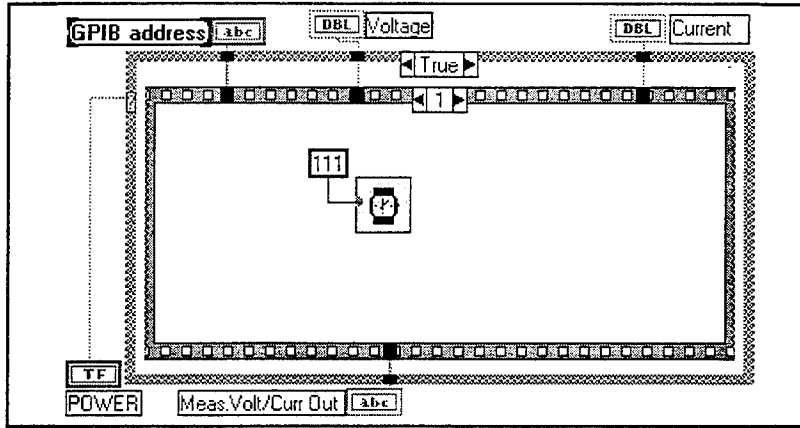 GPIB address abc DBL Voltage DBL Current
True
1
111
TF
POWER Meas.Volt/Curr Out abc